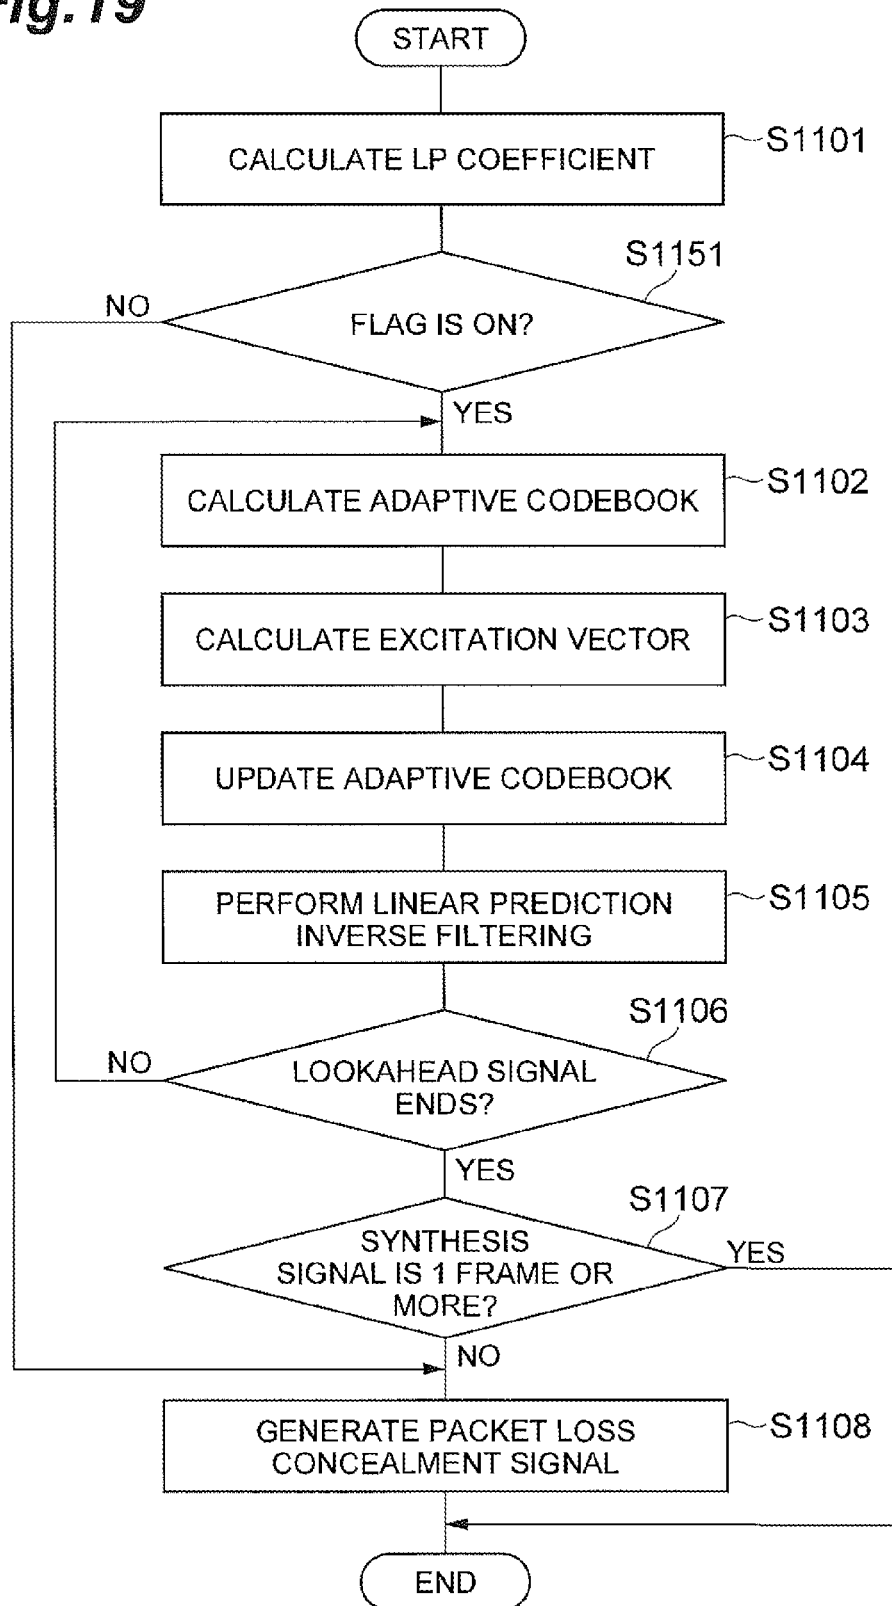 Fig.19
START
CALCULATE LP COEFFICIENT
S1101
S1151
FLAG IS ON?
NO
YES
CALCULATE ADAPTIVE CODEBOOK
S1102
CALCULATE EXCITATION VECTOR
S1103
UPDATE ADAPTIVE CODEBOOK
S1104
PERFORM LINEAR PREDICTION
INVERSE FILTERING
S1105
S1106
LOOKAHEAD SIGNAL
ENDS?
NO
YES
S1107
SYNTHESIS
SIGNAL IS 1 FRAME OR
MORE?
YES
NO
GENERATE PACKET LOSS
CONCEALMENT SIGNAL
S1108
END